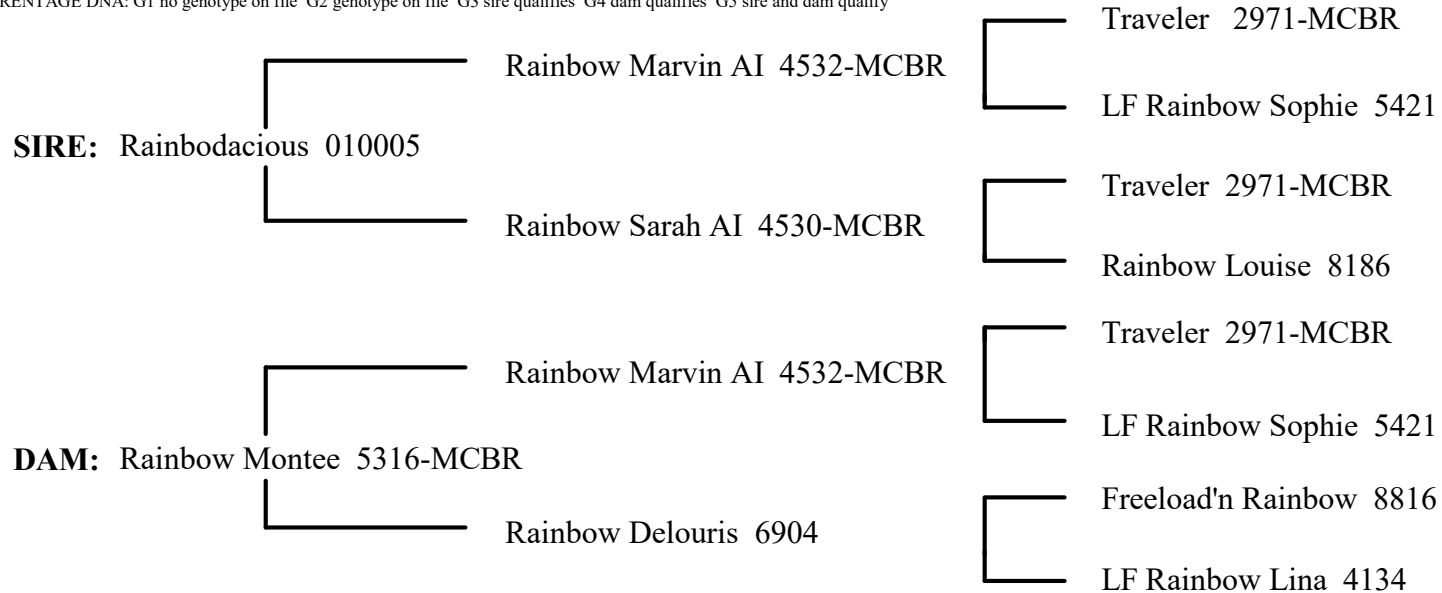 RENTAGE DNA: G1 no genotype on file  G2 genotype on file  G3 sire qualifies  G4 dam qualifies  G5 sire and dam qualify
Traveler  2971-MCBR
Rainbow Marvin AI  4532-MCBR
LF Rainbow Sophie  5421
SIRE:  Rainbodacious  010005
Traveler  2971-MCBR
Rainbow Sarah AI  4530-MCBR
Rainbow Louise  8186
Traveler  2971-MCBR
Rainbow Marvin AI  4532-MCBR
LF Rainbow Sophie  5421
DAM:  Rainbow Montee  5316-MCBR
Freeload'n Rainbow  8816
Rainbow Delouris  6904
LF Rainbow Lina  4134